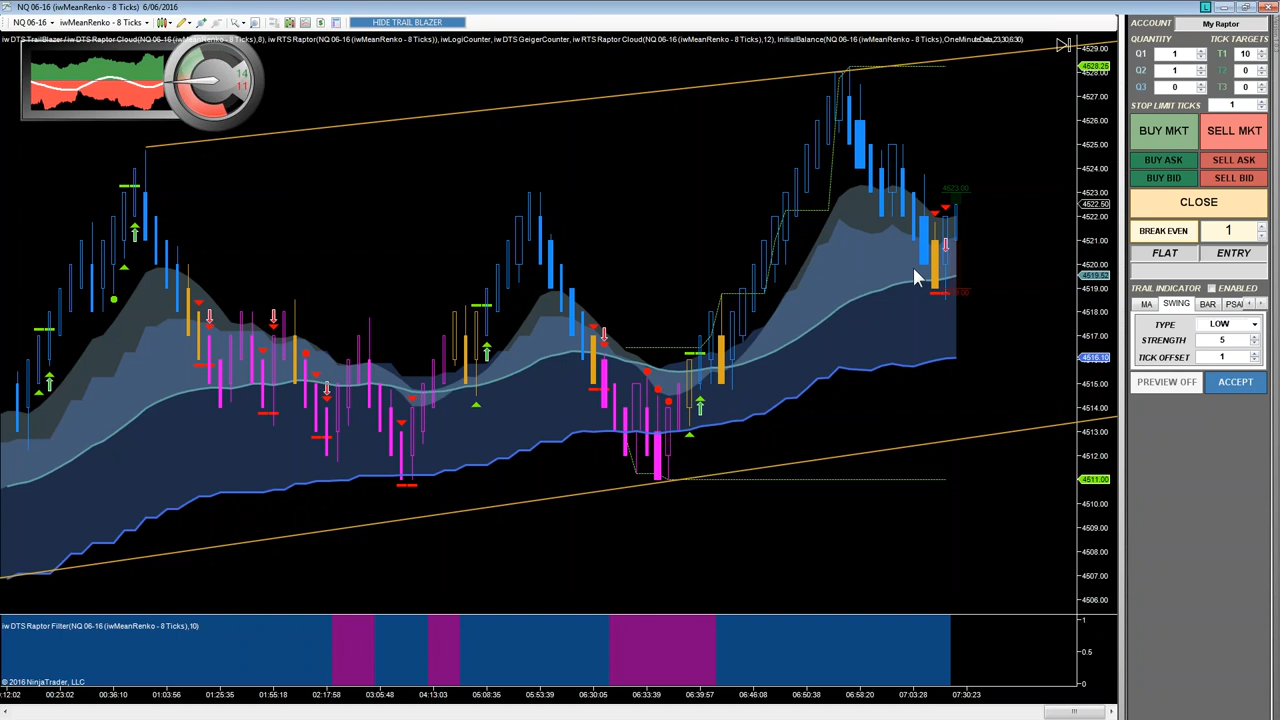 NQ 06-16 (iwMeanRenko - 8 Ticks) 6/06/2016
NQ 06-16 iwMeanRenko - 8 Ticks
HIDE TRAIL BLAZER
14
11
4529.00
4528.25
4528.00
4527.00
4526.00
4525.00
4524.00
4523.00
4523.00
4522.50
4522.00
4521.00
4520.00
4519.52
4519.00
4518.00
4517.00
4516.10
4515.00
4514.00
4513.00
4512.00
4511.00
4510.00
4509.00
4508.00
4507.00
4506.00
iw DTS Raptor Filter(NQ 06-16 (iwMeanRenko - 8 Ticks),10)
1
0.5
0
© 2016 NinjaTrader, LLC
00:23:02 00:36:10 01:03:56 01:25:35 01:55:18 02:17:58 03:05:48 04:13:03 05:08:35 05:53:39 06:30:05 06:33:39 06:39:57 06:46:08 06:50:38 06:58:20 07:03:28 07:30:23
ACCOUNT My Raptor
QUANTITY TICK TARGETS
Q1 1 T1 10
Q2 1 T2 0
Q3 0 T3 0
STOP LIMIT TICKS 1
BUY MKT SELL MKT
BUY ASK SELL ASK
BUY BID SELL BID
CLOSE
BREAK EVEN 1
FLAT ENTRY
TRAIL INDICATOR ENABLED
MA SWING BAR
TYPE LOW
STRENGTH 5
TICK OFFSET 1
PREVIEW OFF ACCEPT